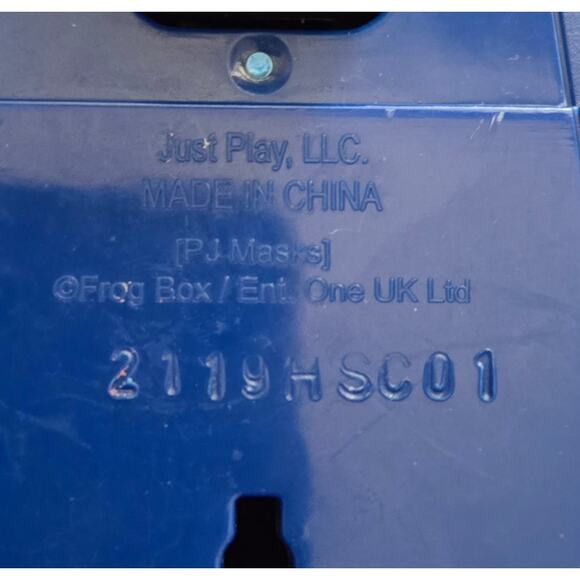 Just Play, LLC.
MADE IN CHINA
[PJ Masks]
©Frog Box / Ent. One UK Ltd
2119HSC01